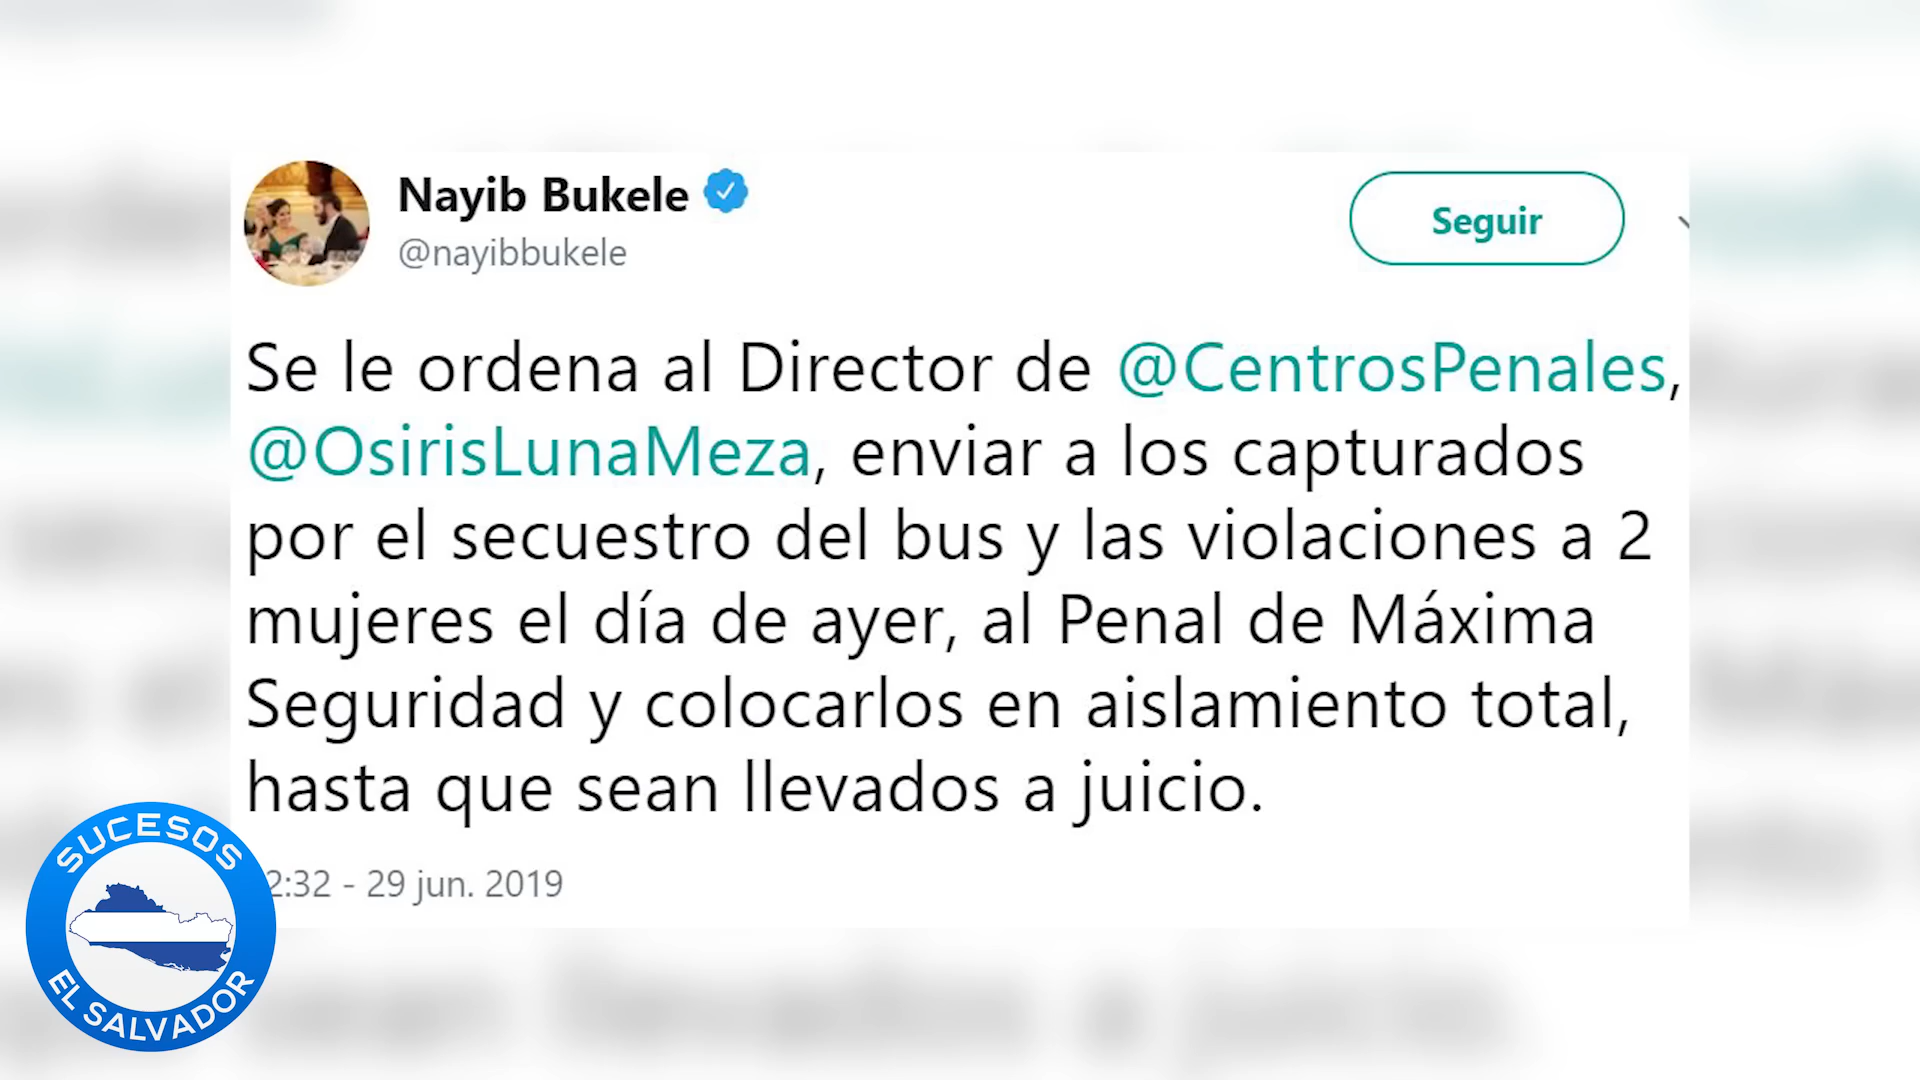 Nayib Bukele
@nayibbukele
Seguir
Se le ordena al Director de @CentrosPenales,
@OsirisLunaMeza, enviar a los capturados
por el secuestro del bus y las violaciones a 2
mujeres el día de ayer, al Penal de Máxima
Seguridad y colocarlos en aislamiento total,
hasta que sean llevados a juicio.
2:32 - 29 jun. 2019
SUCESOS
EL SALVADOR